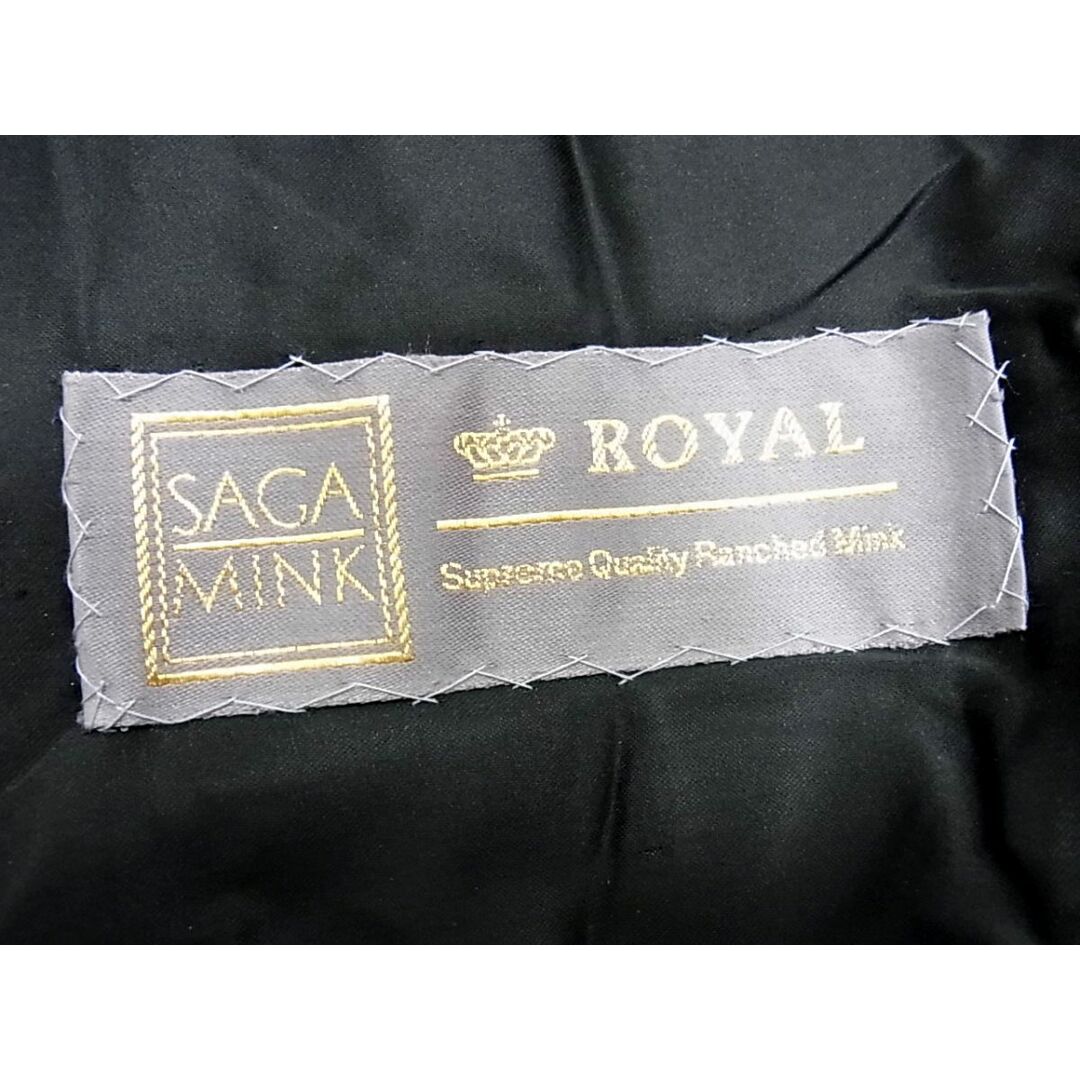 SAGA
MINK
ROYAL
Supreme Quality Ranched Mink